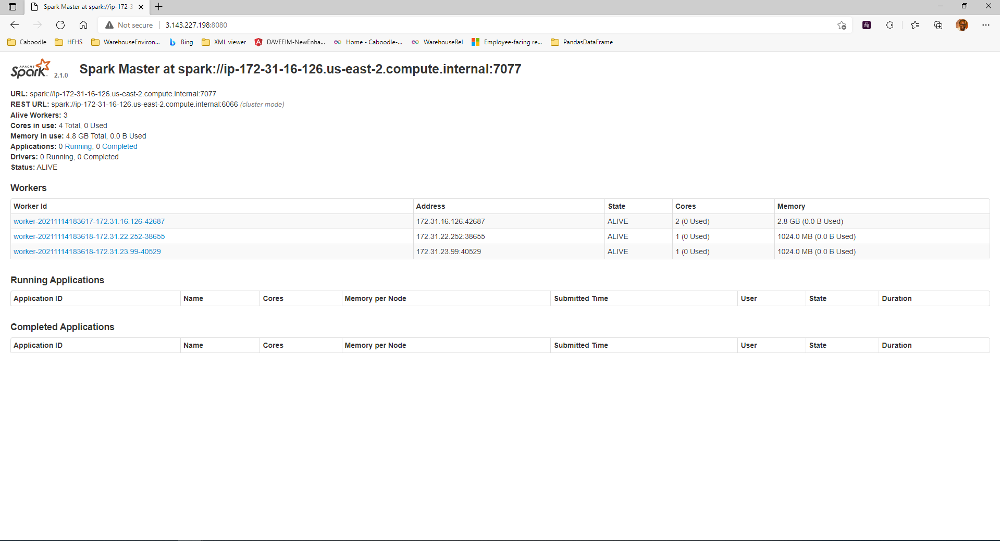 Spark Master at spark://ip-172-3
Not secure 3.143.227.198:8080
Caboodle HFHS WarehouseEnviron... Bing XML viewer DAVEEIM-NewEnha... Home - Caboodle-... WarehouseRel Employee-facing re... PandasDataFrame
APACHE Spark 2.1.0 Spark Master at spark://ip-172-31-16-126.us-east-2.compute.internal:7077
URL: spark://ip-172-31-16-126.us-east-2.compute.internal:7077
REST URL: spark://ip-172-31-16-126.us-east-2.compute.internal:6066 (cluster mode)
Alive Workers: 3
Cores in use: 4 Total, 0 Used
Memory in use: 4.8 GB Total, 0.0 B Used
Applications: 0 Running, 0 Completed
Drivers: 0 Running, 0 Completed
Status: ALIVE
Workers
Worker Id Address State Cores Memory
worker-20211114183617-172.31.16.126-42687 172.31.16.126:42687 ALIVE 2 (0 Used) 2.8 GB (0.0 B Used)
worker-20211114183618-172.31.22.252-38655 172.31.22.252:38655 ALIVE 1 (0 Used) 1024.0 MB (0.0 B Used)
worker-20211114183618-172.31.23.99-40529 172.31.23.99:40529 ALIVE 1 (0 Used) 1024.0 MB (0.0 B Used)
Running Applications
Application ID Name Cores Memory per Node Submitted Time User State Duration
Completed Applications
Application ID Name Cores Memory per Node Submitted Time User State Duration